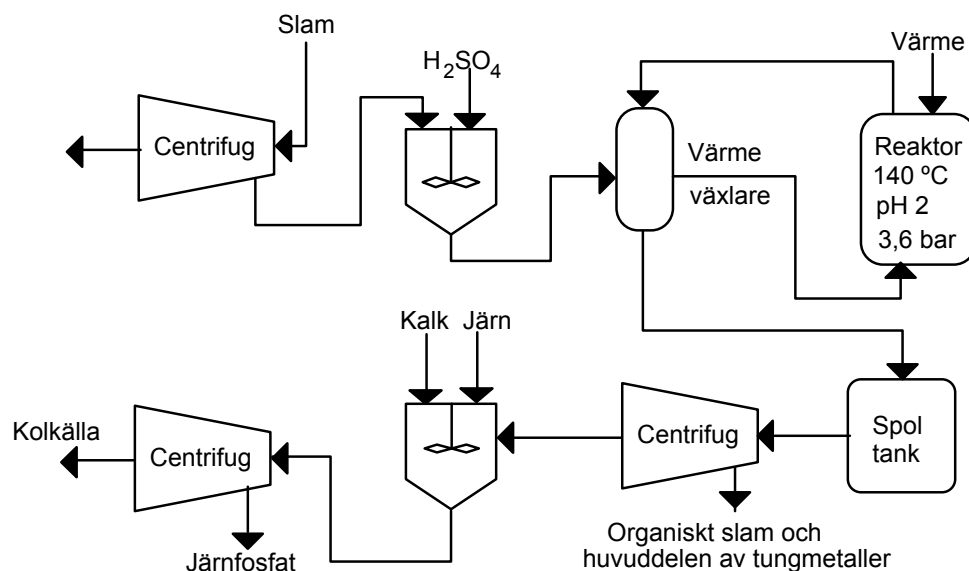 Slam
H₂SO₄
Värme
Centrifug
Värme
växlare
Reaktor
140 ºC
pH 2
3,6 bar
Kalk Järn
Kolkälla
Centrifug
Centrifug
Spol
tank
Järnfosfat
Organiskt slam och
huvuddelen av tungmetaller